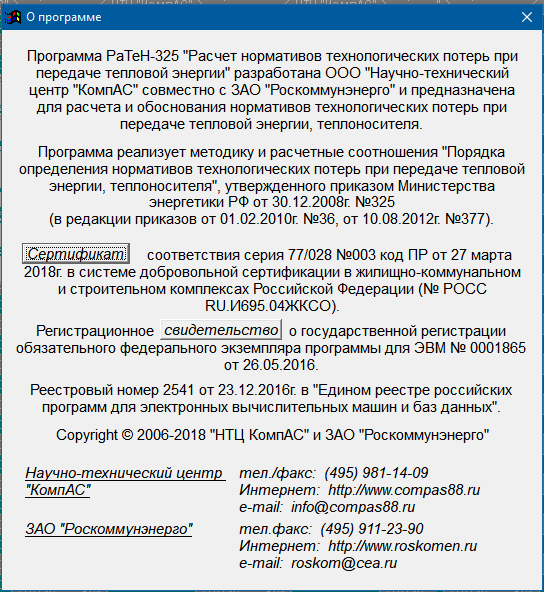 О программе
Программа РаТеН-325 "Расчет нормативов технологических потерь при
передаче тепловой энергии" разработана ООО "Научно-технический
центр "КомпАС" совместно с ЗАО "Роскоммунэнерго" и предназначена
для расчета и обоснования нормативов технологических потерь при
передаче тепловой энергии, теплоносителя.
Программа реализует методику и расчетные соотношения "Порядка
определения нормативов технологических потерь при передаче тепловой
энергии, теплоносителя", утвержденного приказом Министерства
энергетики РФ от 30.12.2008г. №325
(в редакции приказов от 01.02.2010г. №36, от 10.08.2012г. №377).
Сертификат соответствия серия 77/028 №003 код ПР от 27 марта
2018г. в системе добровольной сертификации в жилищно-коммунальном
и строительном комплексах Российской Федерации (№ РОСС
RU.И695.04ЖКСО).
Регистрационное свидетельство о государственной регистрации
обязательного федерального экземпляра программы для ЭВМ № 0001865
от 26.05.2016.
Реестровый номер 2541 от 23.12.2016г. в "Едином реестре российских
программ для электронных вычислительных машин и баз данных".
Copyright © 2006-2018 "НТЦ КомпАС" и ЗАО "Роскоммунэнерго"
Научно-технический центр тел./факс: (495) 981-14-09
"КомпАС" Интернет: http://www.compas88.ru
e-mail: info@compas88.ru
ЗАО "Роскоммунэнерго" тел.факс: (495) 911-23-90
Интернет: http://www.roskomen.ru
e-mail: roskom@cea.ru